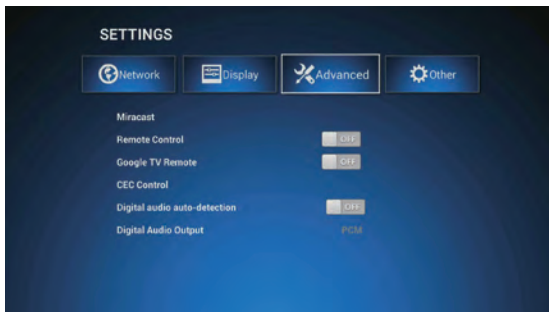 SETTINGS
Network Display Advanced Other
Miracast
Remote Control OFF
Google TV Remote OFF
CEC Control
Digital audio auto-detection OFF
Digital Audio Output PCM